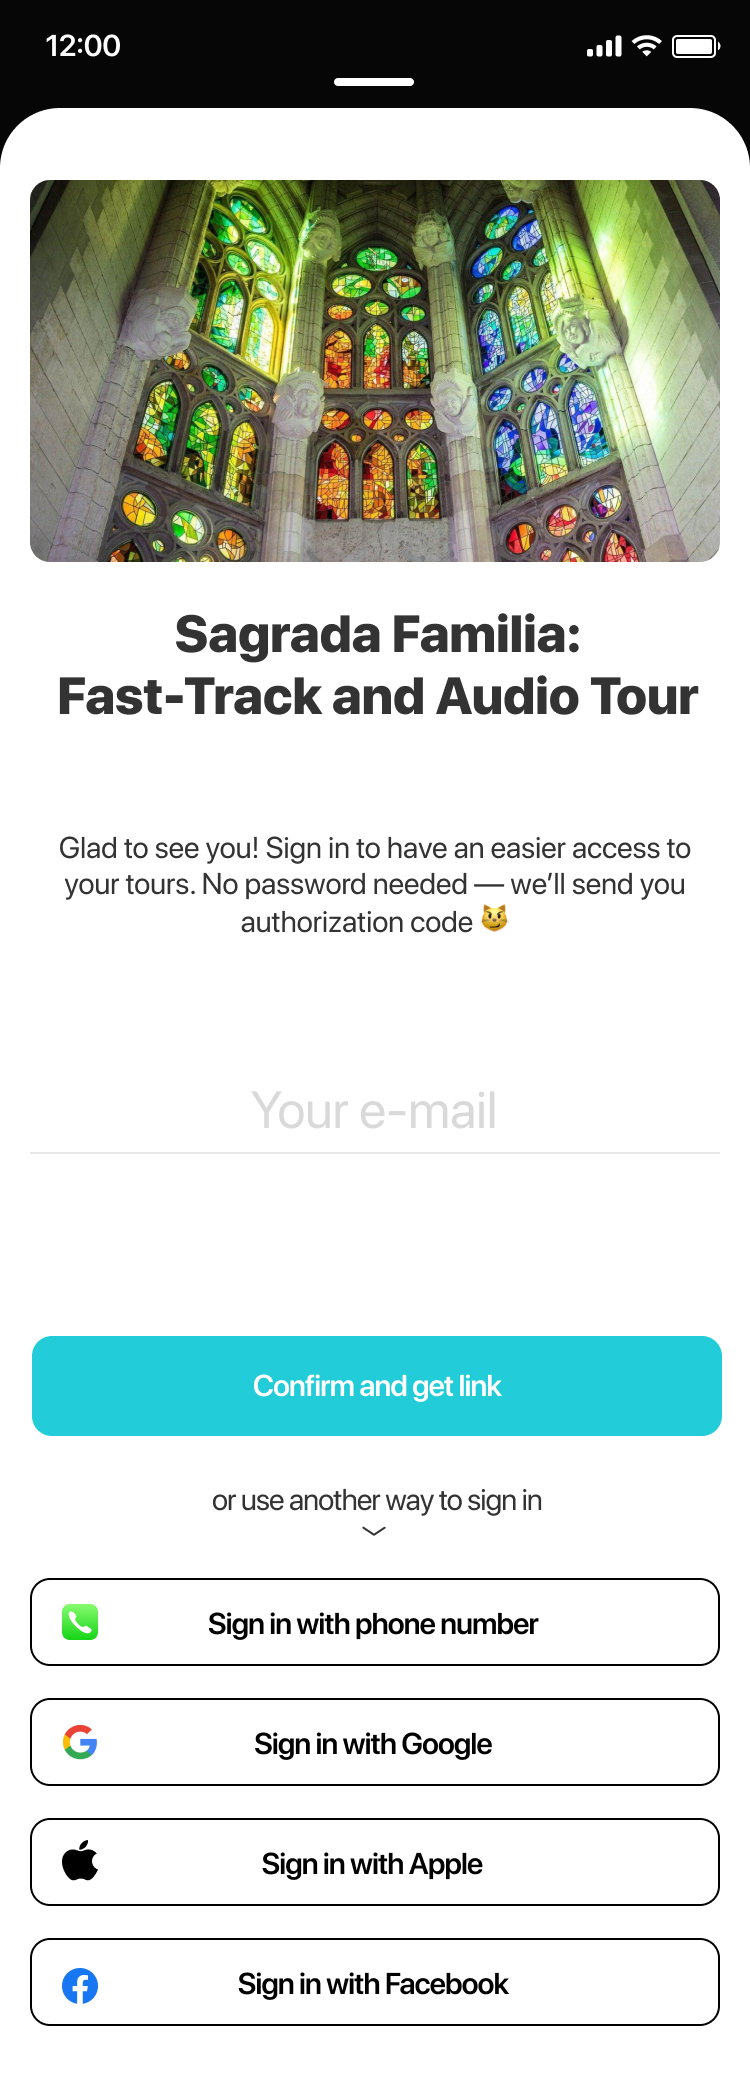 12:00
Sagrada Familia:
Fast-Track and Audio Tour
Glad to see you! Sign in to have an easier access to
your tours. No password needed — we’ll send you
authorization code 😼
Your e-mail
Confirm and get link
or use another way to sign in
Sign in with phone number
Sign in with Google
Sign in with Apple
Sign in with Facebook